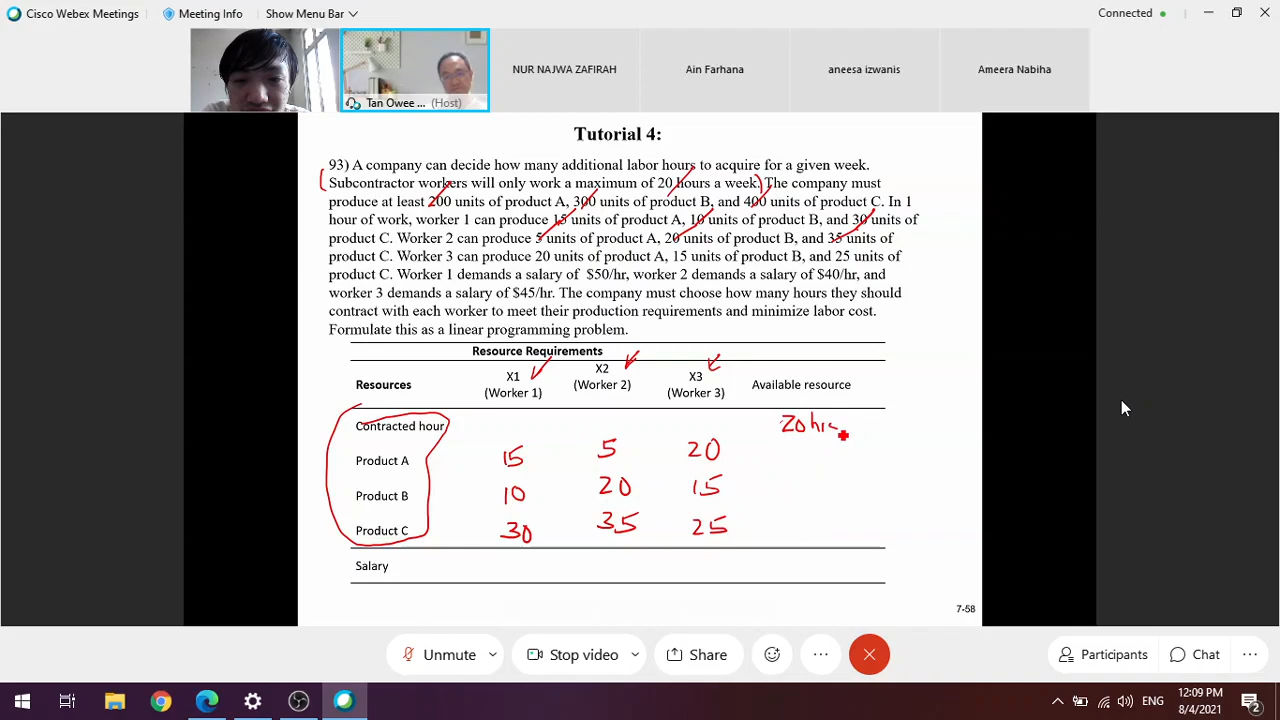 Cisco Webex Meetings Meeting Info Show Menu Bar Connected
Tan Owee ... (Host) NUR NAJWA ZAFIRAH Ain Farhana aneesa izwanis Ameera Nabiha
Tutorial 4:
93) A company can decide how many additional labor hours to acquire for a given week.
Subcontractor workers will only work a maximum of 20 hours a week. The company must
produce at least 200 units of product A, 300 units of product B, and 400 units of product C. In 1
hour of work, worker 1 can produce 15 units of product A, 10 units of product B, and 30 units of
product C. Worker 2 can produce 5 units of product A, 20 units of product B, and 35 units of
product C. Worker 3 can produce 20 units of product A, 15 units of product B, and 25 units of
product C. Worker 1 demands a salary of $50/hr, worker 2 demands a salary of $40/hr, and
worker 3 demands a salary of $45/hr. The company must choose how many hours they should
contract with each worker to meet their production requirements and minimize labor cost.
Formulate this as a linear programming problem.
Resource Requirements
Resources X1 (Worker 1) X2 (Worker 2) X3 (Worker 3) Available resource
Contracted hour 20
Product A 15 5 20
Product B 10 20 15
Product C 30 35 25
Salary
7-58
Unmute Stop video Share ... Participants Chat ...
ENG 12:09 PM
8/4/2021 2